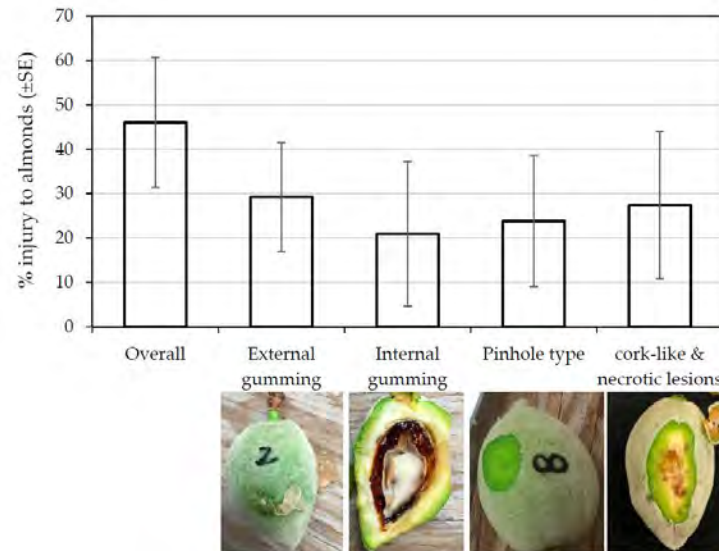 70
60
50
40
30
20
10
0
% injury to almonds (±SE)
Overall
External
gumming
Internal
gumming
Pinhole type
cork-like &
necrotic lesions
2
8